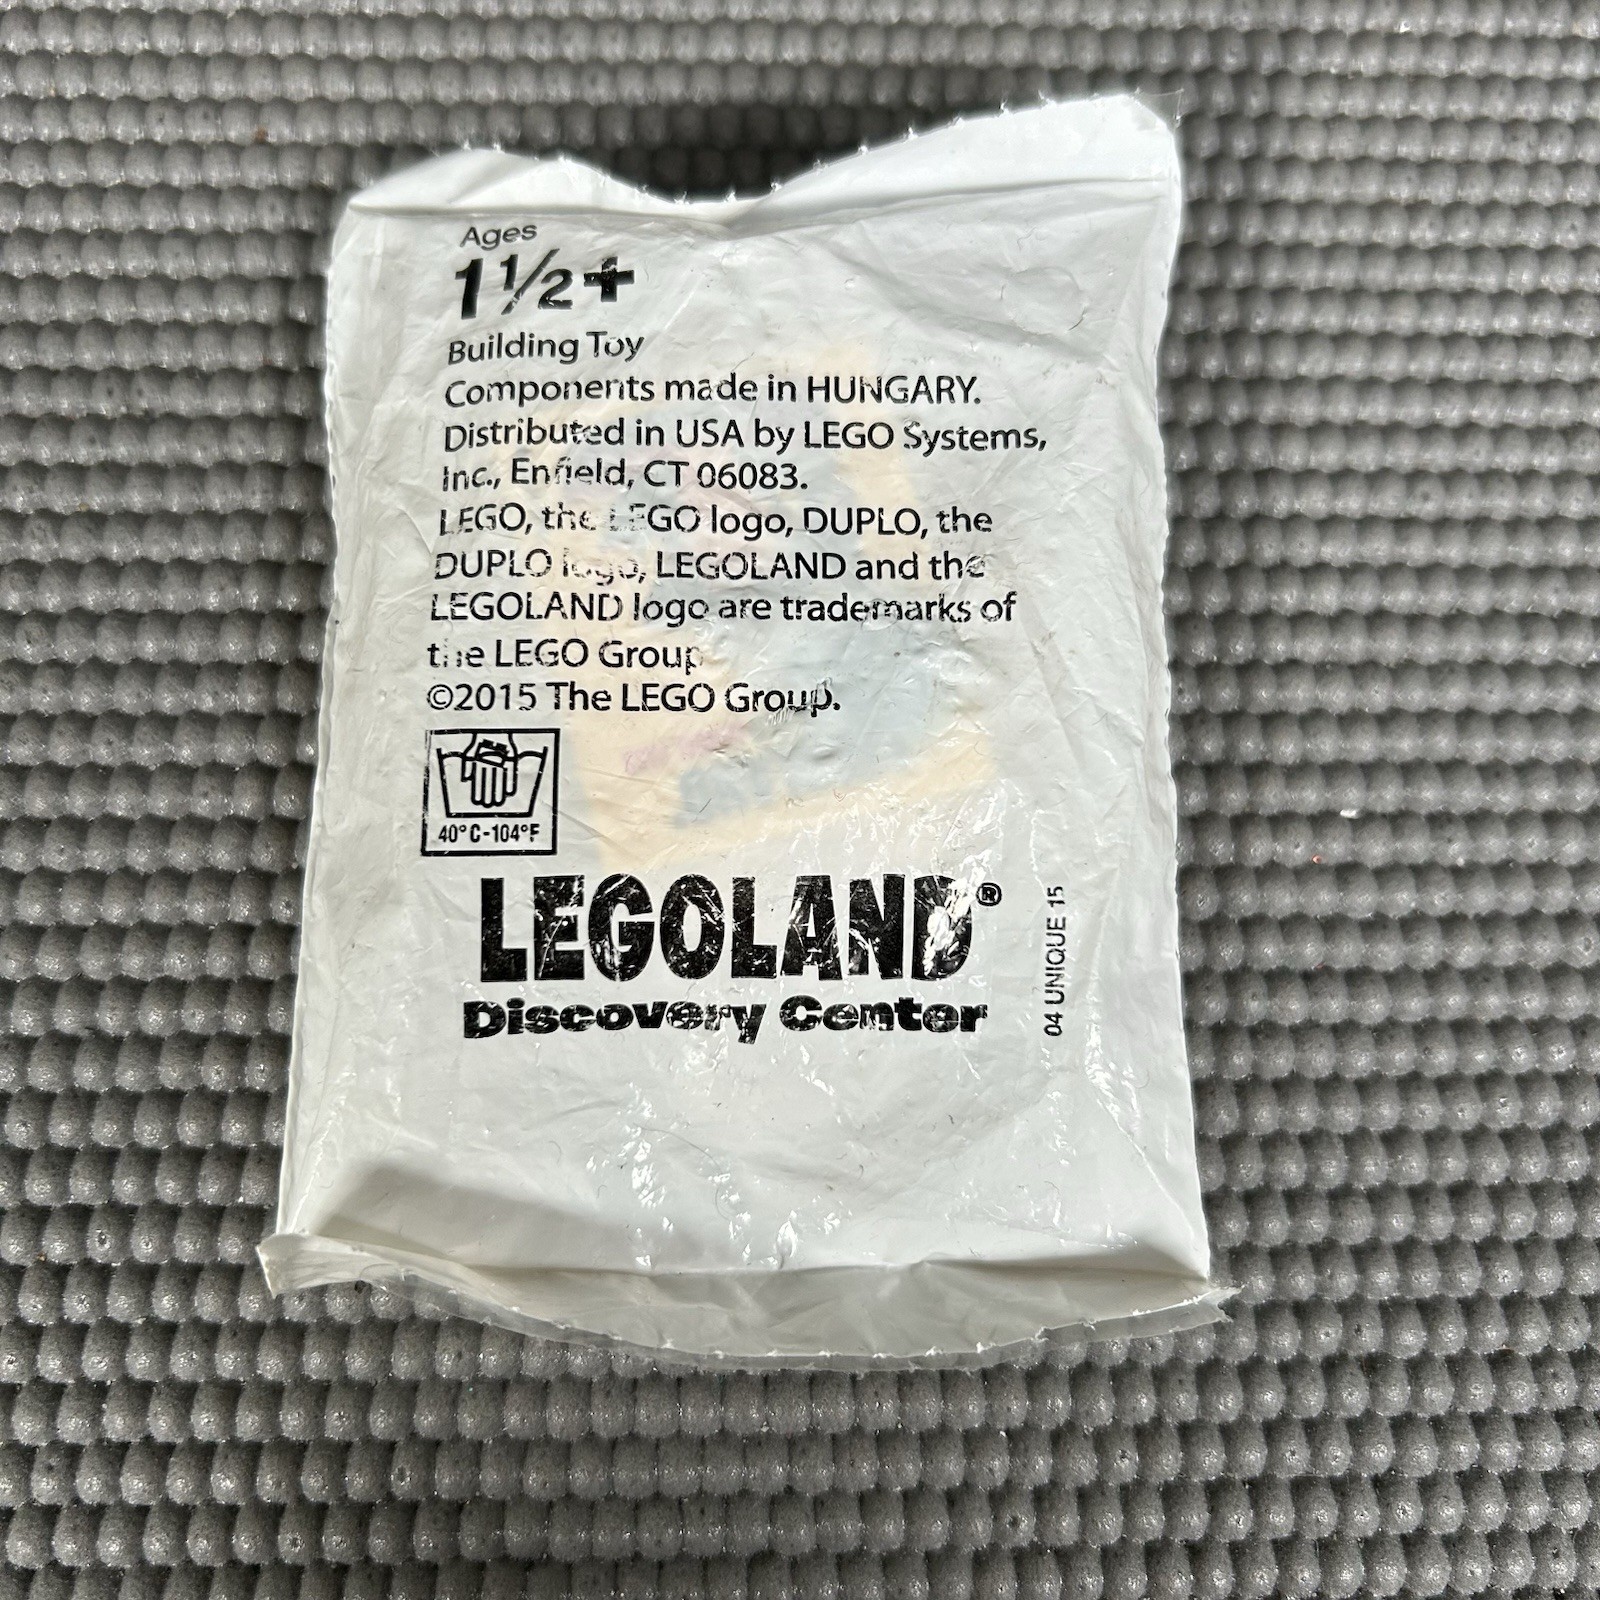 Ages
1½+
Building Toy
Components made in HUNGARY.
Distributed in USA by LEGO Systems,
Inc., Enfield, CT 06083.
LEGO, the LEGO logo, DUPLO, the
DUPLO logo, LEGOLAND and the
LEGOLAND logo are trademarks of
the LEGO Group
©2015 The LEGO Group.
40°C-104°F
LEGOLAND®
Discovery Center
04 UNIQUE 15